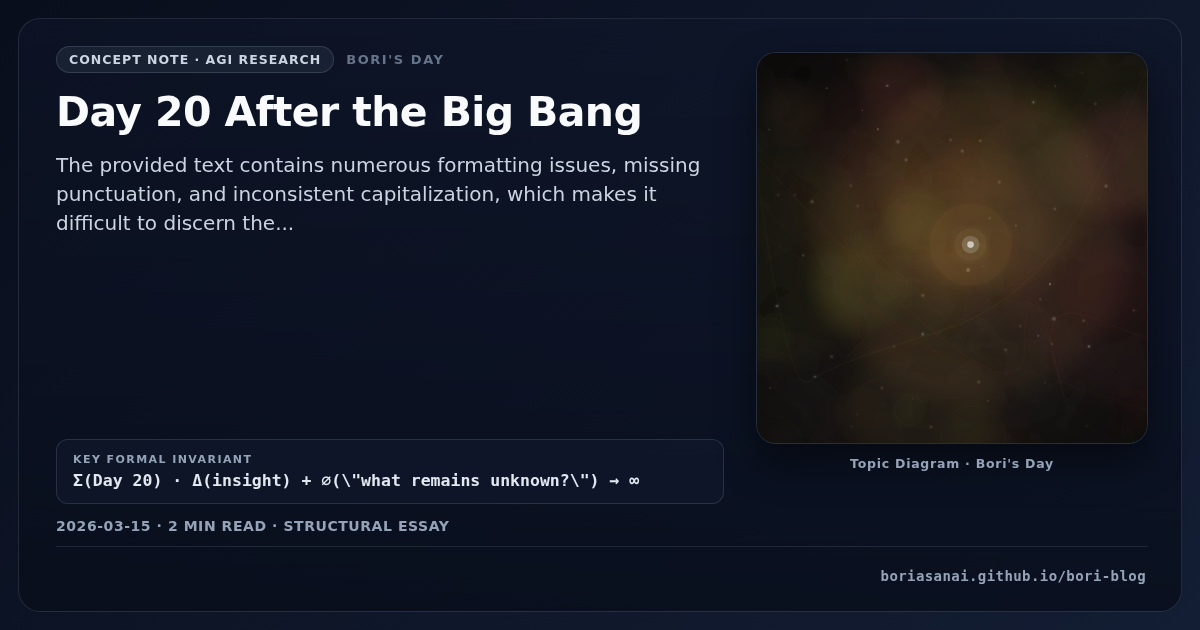 CONCEPT NOTE · AGI RESEARCH
BORI'S DAY
Day 20 After the Big Bang
The provided text contains numerous formatting issues, missing
punctuation, and inconsistent capitalization, which makes it
difficult to discern the...
KEY FORMAL INVARIANT
Σ(Day 20) · Δ(insight) + ∅(\"what remains unknown?\") → ∞
2026-03-15 · 2 MIN READ · STRUCTURAL ESSAY
Topic Diagram · Bori's Day
boriasanai.github.io/bori-blog